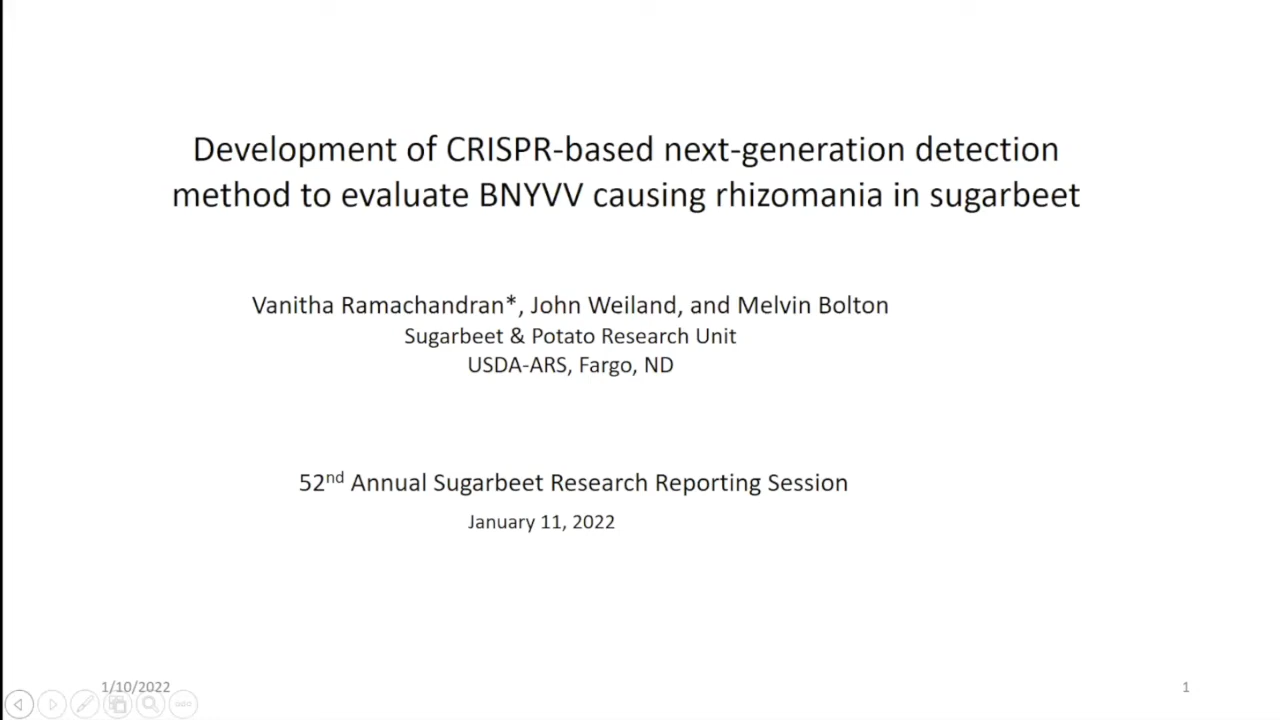 Development of CRISPR-based next-generation detection
method to evaluate BNYVV causing rhizomania in sugarbeet
Vanitha Ramachandran*, John Weiland, and Melvin Bolton
Sugarbeet & Potato Research Unit
USDA-ARS, Fargo, ND
52nd Annual Sugarbeet Research Reporting Session
January 11, 2022
1/10/2022
1